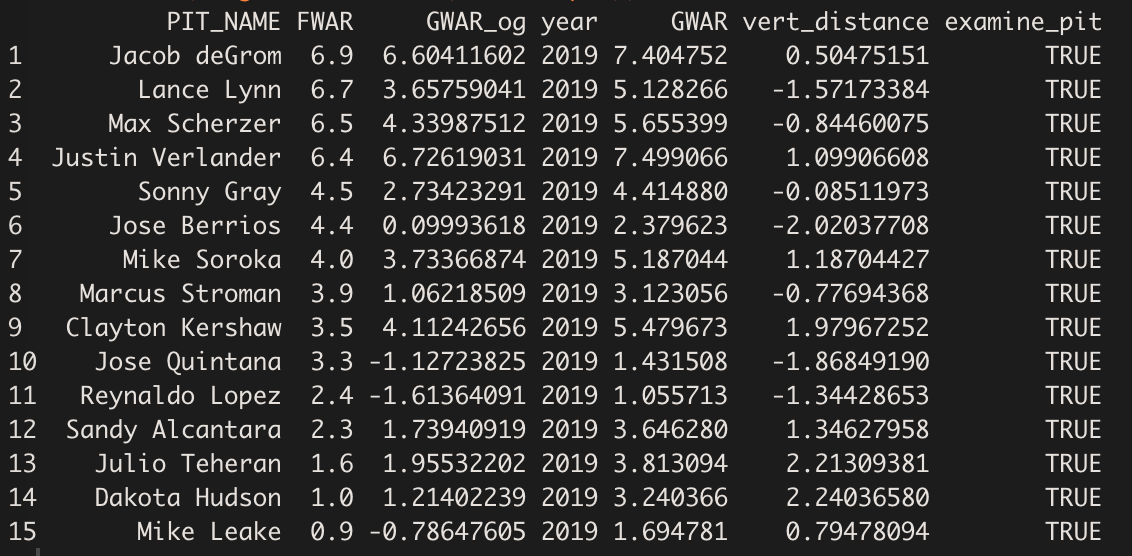 PIT_NAME FWAR GWAR_og year GWAR vert_distance examine_pit
1 Jacob deGrom 6.9 6.60411602 2019 7.404752 0.50475151 TRUE
2 Lance Lynn 6.7 3.65759041 2019 5.128266 -1.57173384 TRUE
3 Max Scherzer 6.5 4.33987512 2019 5.655399 -0.84460075 TRUE
4 Justin Verlander 6.4 6.72619031 2019 7.499066 1.09906608 TRUE
5 Sonny Gray 4.5 2.73423291 2019 4.414880 -0.08511973 TRUE
6 Jose Berrios 4.4 0.09993618 2019 2.379623 -2.02037708 TRUE
7 Mike Soroka 4.0 3.73366874 2019 5.187044 1.18704427 TRUE
8 Marcus Stroman 3.9 1.06218509 2019 3.123056 -0.77694368 TRUE
9 Clayton Kershaw 3.5 4.11242656 2019 5.479673 1.97967252 TRUE
10 Jose Quintana 3.3 -1.12723825 2019 1.431508 -1.86849190 TRUE
11 Reynaldo Lopez 2.4 -1.61364091 2019 1.055713 -1.34428653 TRUE
12 Sandy Alcantara 2.3 1.73940919 2019 3.646280 1.34627958 TRUE
13 Julio Teheran 1.6 1.95532202 2019 3.813094 2.21309381 TRUE
14 Dakota Hudson 1.0 1.21402239 2019 3.240366 2.24036580 TRUE
15 Mike Leake 0.9 -0.78647605 2019 1.694781 0.79478094 TRUE